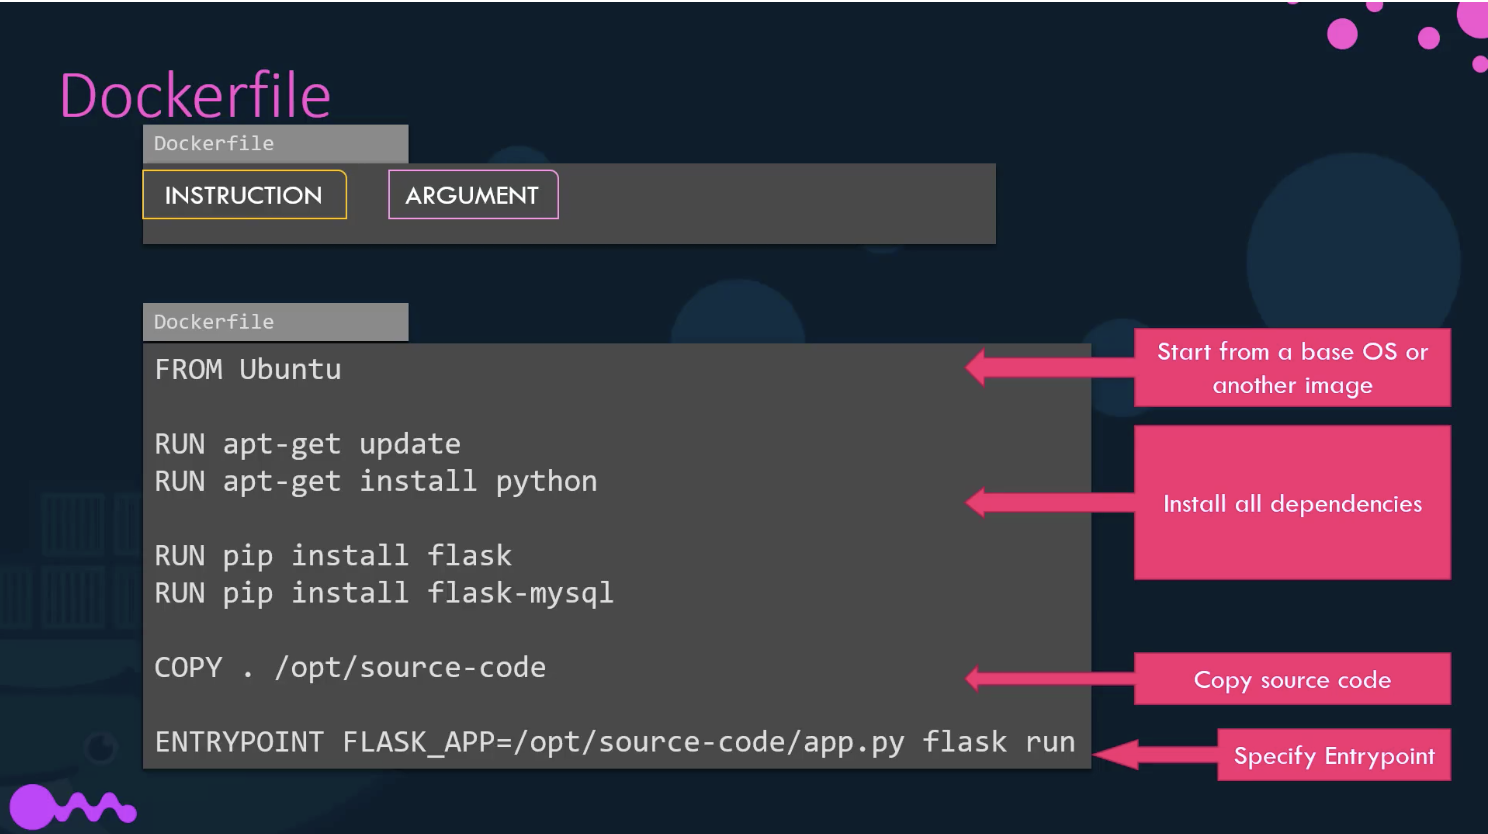 Dockerfile
Dockerfile
INSTRUCTION ARGUMENT
Dockerfile
FROM Ubuntu
RUN apt-get update
RUN apt-get install python
RUN pip install flask
RUN pip install flask-mysql
COPY . /opt/source-code
ENTRYPOINT FLASK_APP=/opt/source-code/app.py flask run
Start from a base OS or
another image
Install all dependencies
Copy source code
Specify Entrypoint